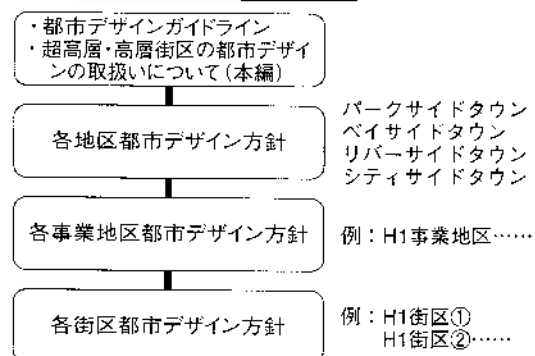 ・都市デザインガイドライン
・超高層・高層街区の都市デザイ
ンの取扱いについて（本編）
各地区都市デザイン方針
パークサイドタウン
ベイサイドタウン
リバーサイドタウン
シティサイドタウン
各事業地区都市デザイン方針
例：H1事業地区……
各街区都市デザイン方針
例：H1街区①
H1街区②……